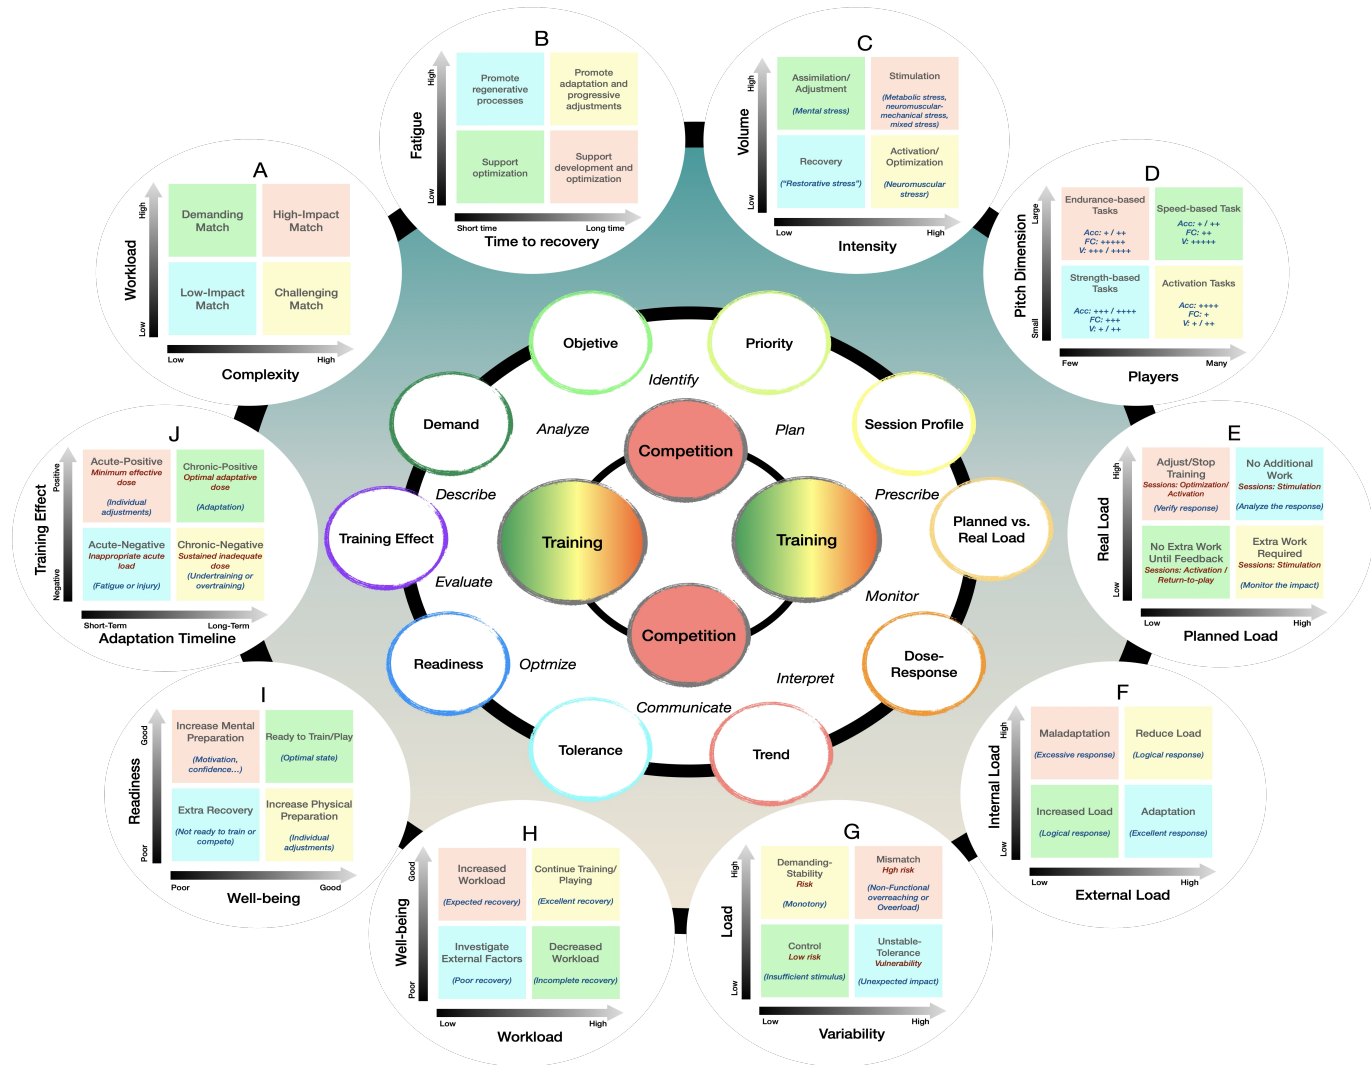 A
Workload
High
Low
Demanding
Match
High-Impact
Match
Low-Impact
Match
Challenging
Match
Low
High
Complexity
B
Fatigue
High
Low
Promote
regenerative
processes
Promote
adaptation and
progressive
adjustments
Support
optimization
Support
development and
optimization
Short time
Long time
Time to recovery
C
Volume
High
Low
Assimilation/
Adjustment
(Mental stress)
Stimulation
(Metabolic stress,
neuromuscular-
mechanical stress,
mixed stress)
Recovery
("Restorative stress")
Activation/
Optimization
(Neuromuscular
stressr)
Low
High
Intensity
D
Pitch Dimension
Large
Small
Endurance-based
Tasks
Acc: + / ++
FC: +++++
V: +++ / ++++
Speed-based Task
Acc: + / ++
FC: ++
V: +++++
Strength-based
Tasks
Acc: +++ / ++++
FC: +++
V: + / ++
Activation Tasks
Acc: ++++
FC: +
V: + / ++
Few
Many
Players
E
Real Load
High
Low
Adjust/Stop
Training
Sessions: Optimization/
Activation
(Verify response)
No Additional
Work
Sessions: Stimulation
(Analyze the response)
No Extra Work
Until Feedback
Sessions: Activation /
Return-to-play
Extra Work
Required
Sessions: Stimulation
(Monitor the impact)
Low
High
Planned Load
F
Internal Load
High
Low
Maladaptation
(Excessive response)
Reduce Load
(Logical response)
Increased Load
(Logical response)
Adaptation
(Excellent response)
Low
High
External Load
G
Load
High
Low
Demanding-
Stability
Risk
(Monotony)
Mismatch
Hgh risk
(Non-Functional
overreaching or
Overload)
Control
Low risk
(Insufficient stimulus)
Unstable-
Tolerance
Vulnerability
(Unexpected impact)
Low
High
Variability
H
Well-being
Good
Poor
Increased
Workload
(Expected recovery)
Continue Training/
Playing
(Excellent recovery)
Investigate
External Factors
(Poor recovery)
Decreased
Workload
(Incomplete recovery)
Low
High
Workload
I
Readiness
Good
Poor
Increase Mental
Preparation
(Motivation,
confidence...)
Ready to Train/Play
(Optimal state)
Extra Recovery
(Not ready to train or
compete)
Increase Physical
Preparation
(Individual
adjustments)
Poor
Good
Well-being
J
Training Effect
Positive
Negative
Acute-Positive
Minimum effective
dose
(Individual
adjustments)
Chronic-Positive
Optimal adaptative
dose
(Adaptation)
Acute-Negative
Inappropriate acute
load
(Fatigue or injury)
Chronic-Negative
Sustained inadequate
dose
(Undertraining or
overtraining)
Short-Term
Long-Term
Adaptation Timeline
Objetive
Priority
Session Profile
Planned vs.
Real Load
Dose-
Response
Trend
Tolerance
Readiness
Training Effect
Demand
Identify
Plan
Prescribe
Monitor
Interpret
Communicate
Optmize
Evaluate
Describe
Analyze
Competition
Training
Training
Competition